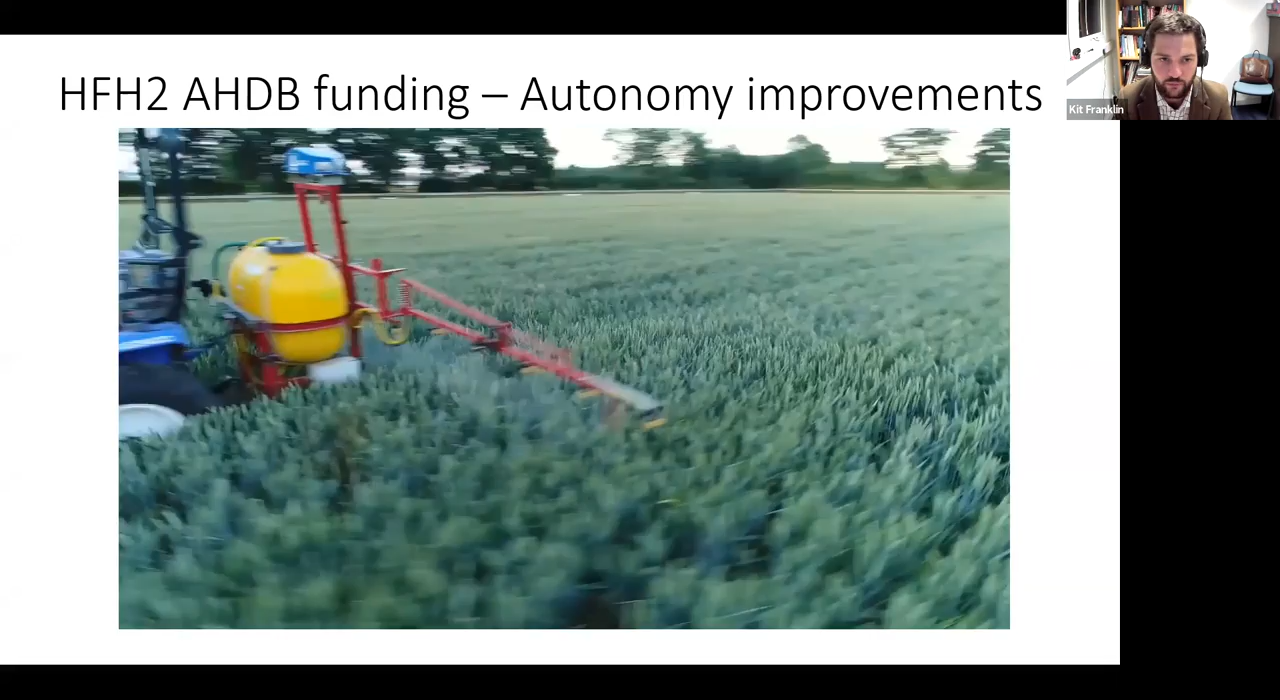 HFH2 AHDB funding – Autonomy improvements
Kit Franklin